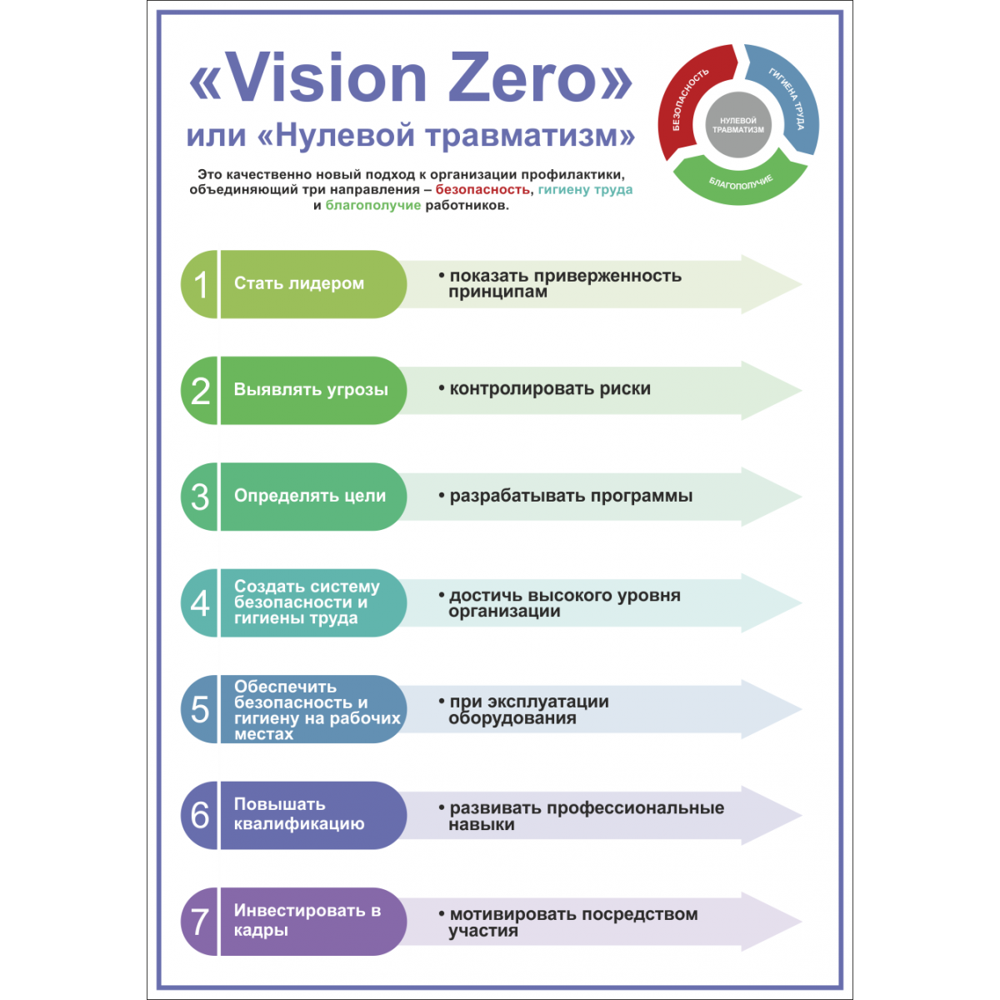 «Vision Zero»
или «Нулевой травматизм»
Это качественно новый подход к организации профилактики,
объединяющий три направления – безопасность, гигиену труда
и благополучие работников.
БЕЗОПАСНОСТЬ
ГИГИЕНА ТРУДА
БЛАГОПОЛУЧИЕ
НУЛЕВОЙ
ТРАВМАТИЗМ
1
Стать лидером
• показать приверженность
принципам
2
Выявлять угрозы
• контролировать риски
3
Определять цели
• разрабатывать программы
4
Создать систему
безопасности и
гигиены труда
• достичь высокого уровня
организации
5
Обеспечить
безопасность и
гигиену на рабочих
местах
• при эксплуатации
оборудования
6
Повышать
квалификацию
• развивать профессиональные
навыки
7
Инвестировать в
кадры
• мотивировать посредством
участия